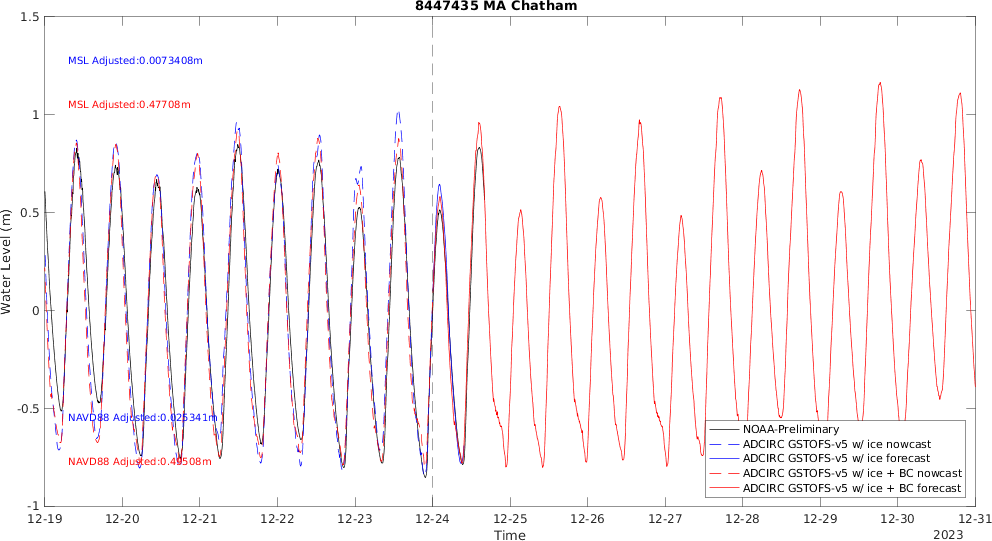 8447435 MA Chatham
1.5
MSL Adjusted:0.0073408m
MSL Adjusted:0.47708m
1
0.5
Water Level (m)
0
-0.5
NAVD88 Adjusted:0.025341m
NAVD88 Adjusted:0.49508m
NOAA-Preliminary
ADCIRC GSTOFS-v5 w/ ice nowcast
ADCIRC GSTOFS-v5 w/ ice forecast
ADCIRC GSTOFS-v5 w/ ice + BC nowcast
ADCIRC GSTOFS-v5 w/ ice + BC forecast
-1
12-19 12-20 12-21 12-22 12-23 12-24 12-25 12-26 12-27 12-28 12-29 12-30 12-31
Time
2023